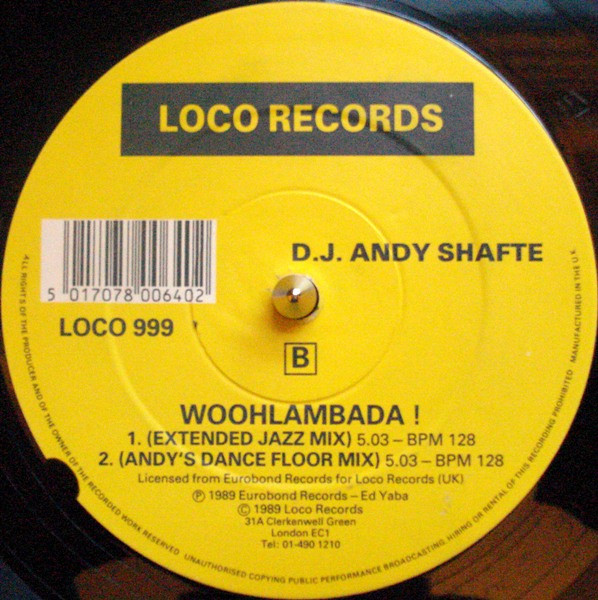 LOCO RECORDS
D.J. ANDY SHAFTE
5 017078 006402
LOCO 999
B
WOOHLAMBADA !
1. (EXTENDED JAZZ MIX) 5.03 – BPM 128
2. (ANDY'S DANCE FLOOR MIX) 5.03 – BPM 128
Licensed from Eurobond Records for Loco Records (UK)
Ⓟ 1989 Eurobond Records – Ed Yaba
© 1989 Loco Records
31A Clerkenwell Green
London EC1
Tel: 01-490 1210
ALL RIGHTS OF THE PRODUCER AND OF THE OWNER OF THE RECORDED WORK RESERVED UNAUTHORISED COPYING PUBLIC PERFORMANCE BROADCASTING, HIRING OR RENTAL OF THIS RECORDING PROHIBITED · MANUFACTURED IN THE U.K.